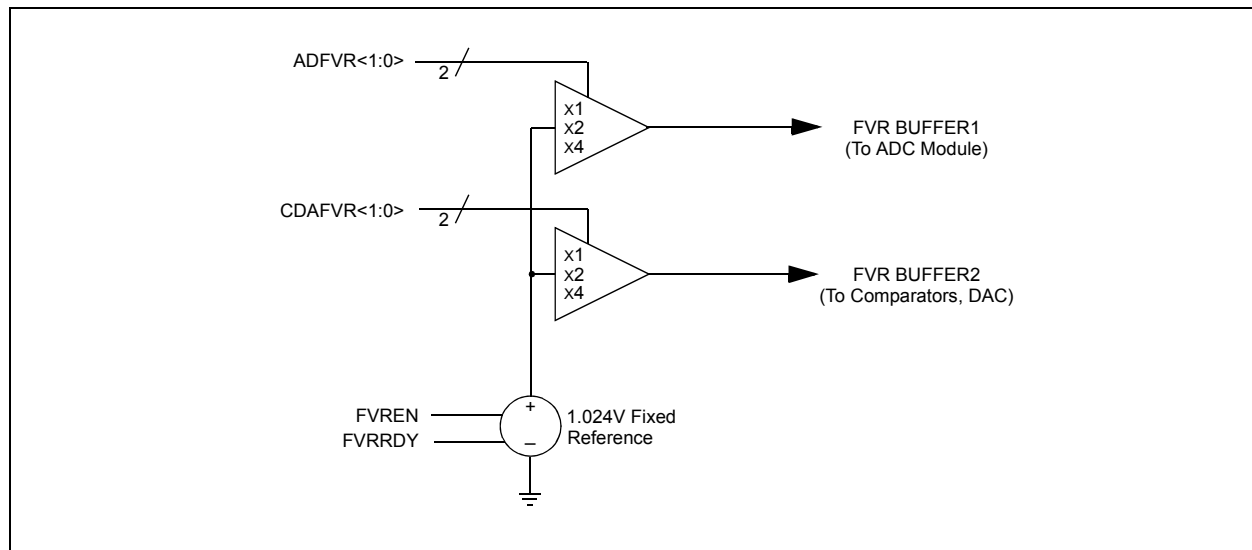 ADFVR<1:0>
2
X1
X2
X4
FVR BUFFER1
(To ADC Module)
CDAFVR<1:0>
2
X1
X2
X4
FVR BUFFER2
(To Comparators, DAC)
FVREN
FVRRDY
+
–
1.024V Fixed
Reference